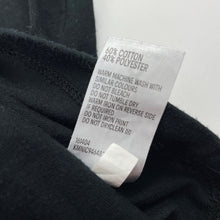 60% COTTON
40% POLYESTER
WARM MACHINE WASH WITH
SIMILAR COLOURS
DO NOT BLEACH
DO NOT TUMBLE DRY
WARM IRON ON REVERSE SIDE
IF REQUIRED
DO NOT IRON PRINT
DO NOT DRYCLEAN